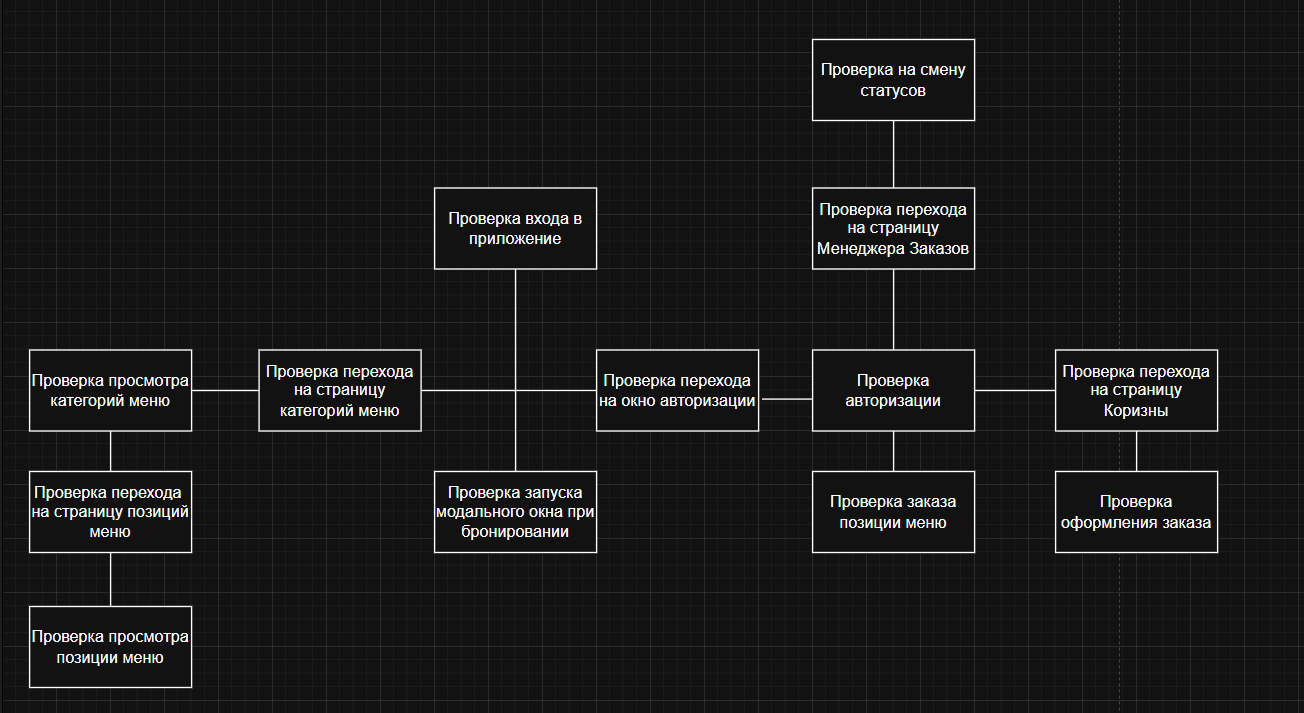 Проверка на смену
статусов
Проверка входа в
приложение
Проверка перехода
на страницу
Менеджера Заказов
Проверка просмотра
категорий меню
Проверка перехода
на страницу
категорий меню
Проверка перехода
на окно авторизации
Проверка
авторизации
Проверка перехода
на страницу
Коризны
Проверка перехода
на страницу позиций
меню
Проверка запуска
модального окна при
бронировании
Проверка заказа
позиции меню
Проверка
оформления заказа
Проверка просмотра
позиции меню